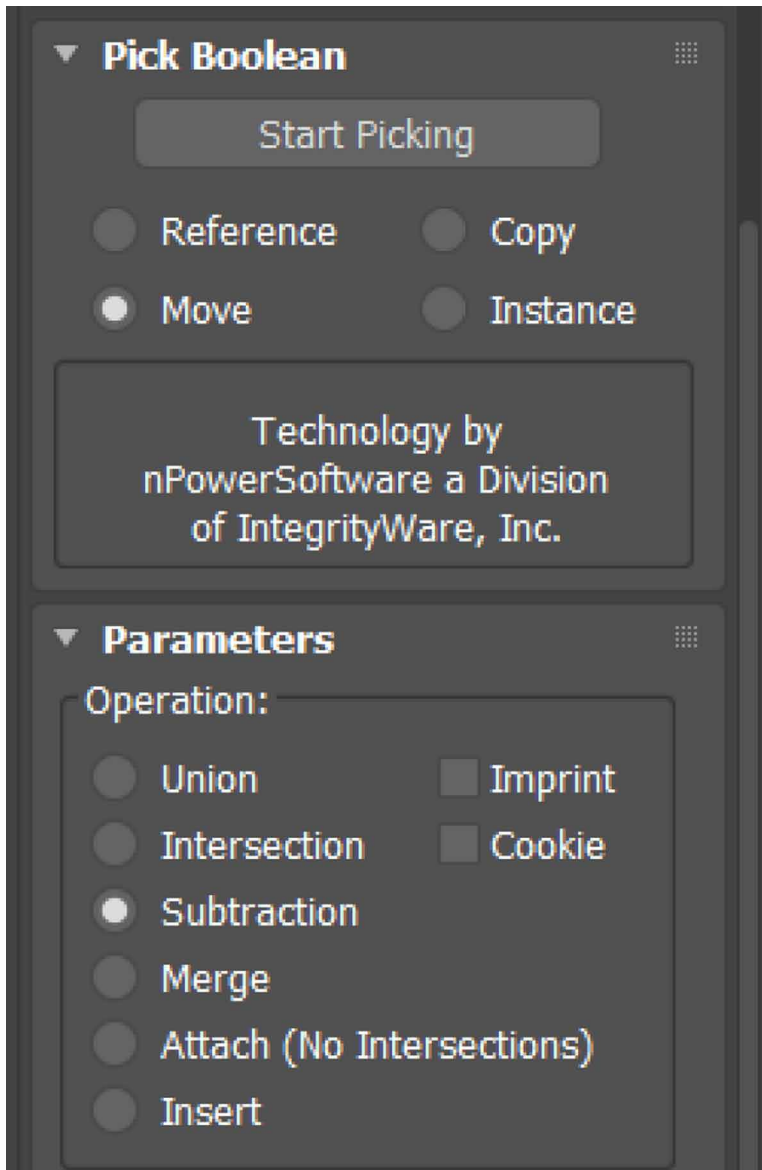 Pick Boolean
Start Picking
Reference Copy
Move Instance
Technology by
nPowerSoftware a Division
of IntegrityWare, Inc.
Parameters
Operation:
Union Imprint
Intersection Cookie
Subtraction
Merge
Attach (No Intersections)
Insert